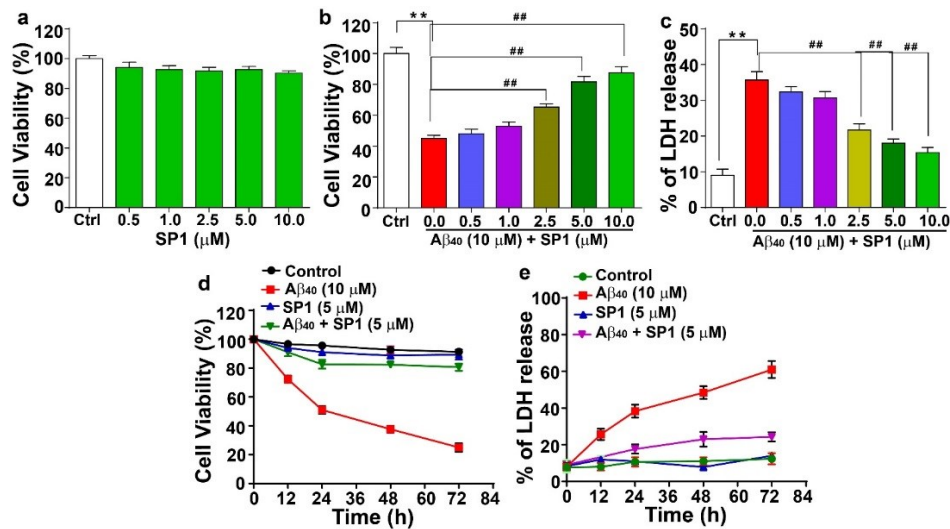 a
Cell Viability (%)
120
100
80
60
40
20
0
Ctrl 0.5 1.0 2.5 5.0 10.0
SP1 (μM)
b
Cell Viability (%)
120
100
80
60
40
20
0
** ##
##
##
Ctrl 0.0 0.5 1.0 2.5 5.0 10.0
Aβ40 (10 μM) + SP1 (μM)
c
% of LDH release
50
40
30
20
10
0
** ## ## ##
Ctrl 0.0 0.5 1.0 2.5 5.0 10.0
Aβ40 (10 μM) + SP1 (μM)
d
Control
Aβ40 (10 μM)
SP1 (5 μM)
Aβ40 + SP1 (5 μM)
Cell Viability (%)
120
100
80
60
40
20
0
0 12 24 36 48 60 72 84
Time (h)
e
Control
Aβ40 (10 μM)
SP1 (5 μM)
Aβ40 + SP1 (5 μM)
% of LDH release
100
80
60
40
20
0
0 12 24 36 48 60 72 84
Time (h)